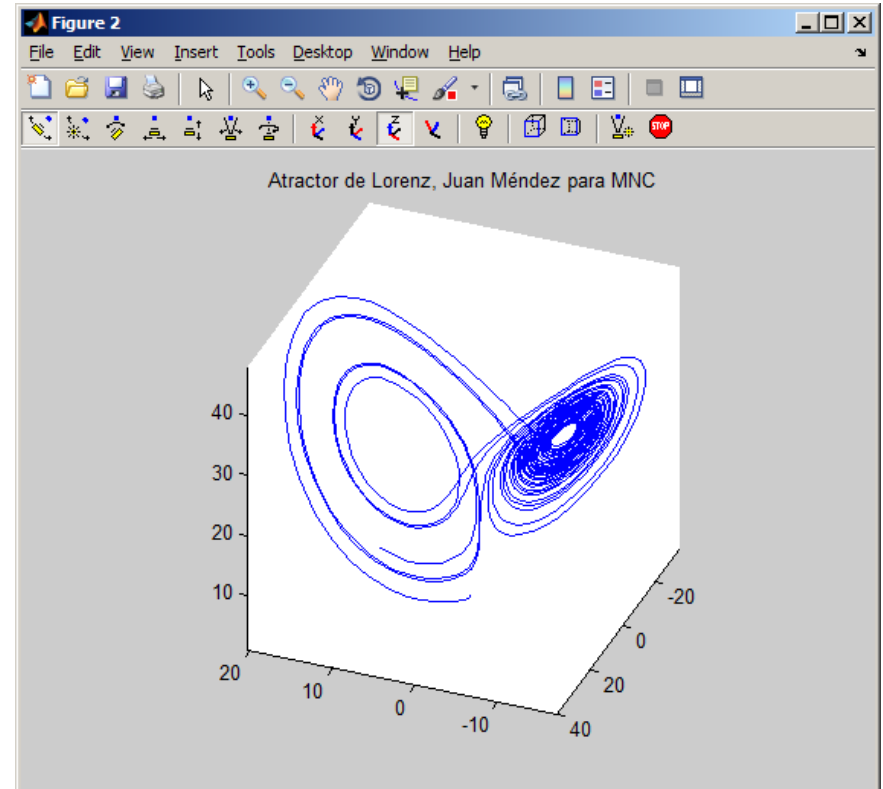 Figure 2
File Edit View Insert Tools Desktop Window Help
X Y Z
STOP
Atractor de Lorenz, Juan Méndez para MNC
40
30
20
10
20
10
0
-10
40
20
0
-20